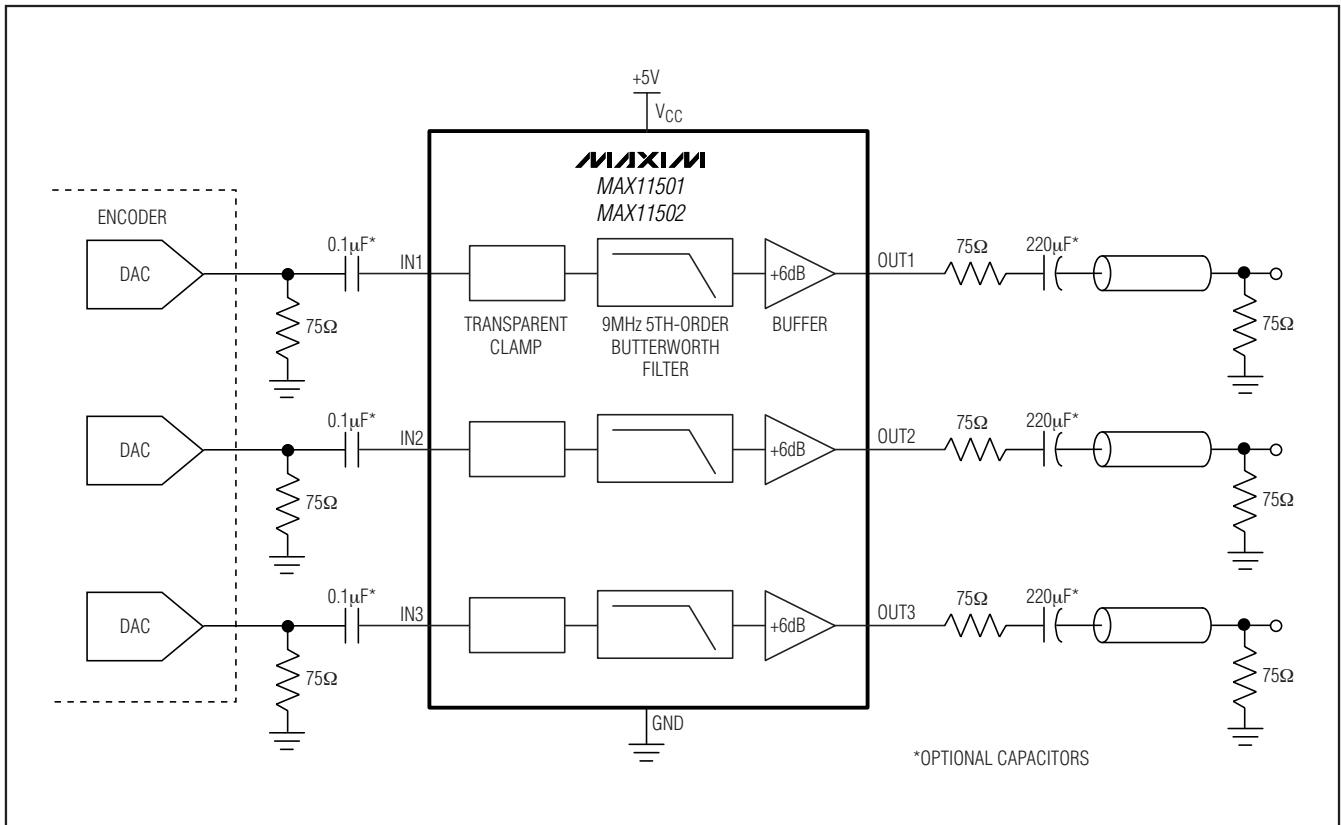 +5V
VCC
MAXIM
MAX11501
MAX11502
ENCODER
DAC
0.1μF*
IN1
+6dB
OUT1
75Ω
220μF*
75Ω
TRANSPARENT
CLAMP
9MHz 5TH-ORDER
BUTTERWORTH
FILTER
BUFFER
75Ω
DAC
0.1μF*
IN2
+6dB
OUT2
75Ω
220μF*
75Ω
75Ω
DAC
0.1μF*
IN3
+6dB
OUT3
75Ω
220μF*
75Ω
75Ω
GND
*OPTIONAL CAPACITORS